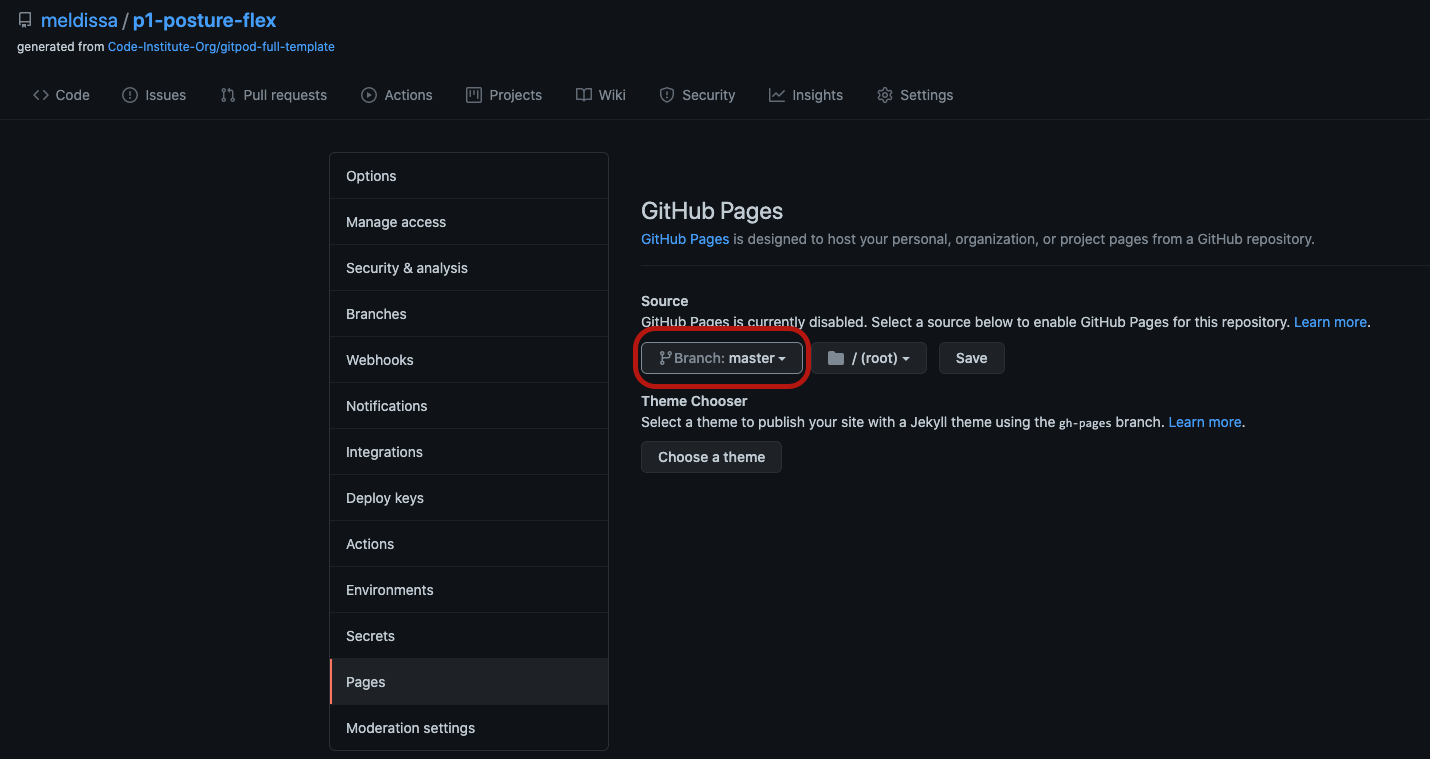 meldissa / p1-posture-flex
generated from Code-Institute-Org/gitpod-full-template
Code Issues Pull requests Actions Projects Wiki Security Insights Settings
Options
Manage access
Security & analysis
Branches
Webhooks
Notifications
Integrations
Deploy keys
Actions
Environments
Secrets
Pages
Moderation settings
GitHub Pages
GitHub Pages is designed to host your personal, organization, or project pages from a GitHub repository.
Source
GitHub Pages is currently disabled. Select a source below to enable GitHub Pages for this repository. Learn more.
Branch: master / (root) Save
Theme Chooser
Select a theme to publish your site with a Jekyll theme using the gh-pages branch. Learn more.
Choose a theme